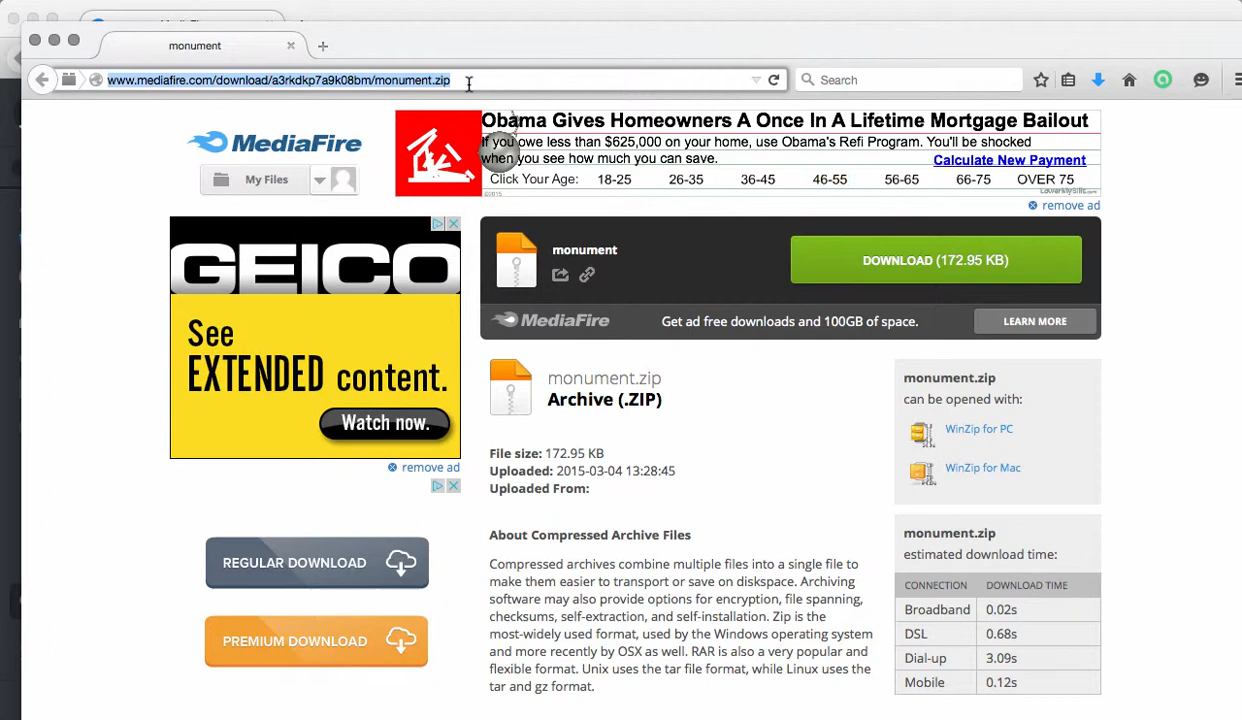 monument
www.mediafire.com/download/a3rkdkp7a9k08bm/monument.zip
Search
MediaFire
My Files
Obama Gives Homeowners A Once In A Lifetime Mortgage Bailout
If you owe less than $625,000 on your home, use Obama's Refi Program. You'll be shocked
when you see how much you can save.
Calculate New Payment
Click Your Age: 18-25 26-35 36-45 46-55 56-65 66-75 OVER 75
©2015
LowerMyBills.com
remove ad
GEICO
See
EXTENDED content.
Watch now.
remove ad
monument
DOWNLOAD (172.95 KB)
MediaFire
Get ad free downloads and 100GB of space.
LEARN MORE
monument.zip
Archive (.ZIP)
File size: 172.95 KB
Uploaded: 2015-03-04 13:28:45
Uploaded From:
monument.zip
can be opened with:
WinZip for PC
WinZip for Mac
REGULAR DOWNLOAD
PREMIUM DOWNLOAD
About Compressed Archive Files
Compressed archives combine multiple files into a single file to
make them easier to transport or save on diskspace. Archiving
software may also provide options for encryption, file spanning,
checksums, self-extraction, and self-installation. Zip is the
most-widely used format, used by the Windows operating system
and more recently by OSX as well. RAR is also a very popular and
flexible format. Unix uses the tar file format, while Linux uses the
tar and gz format.
monument.zip
estimated download time:
CONNECTION DOWNLOAD TIME
Broadband 0.02s
DSL 0.68s
Dial-up 3.09s
Mobile 0.12s